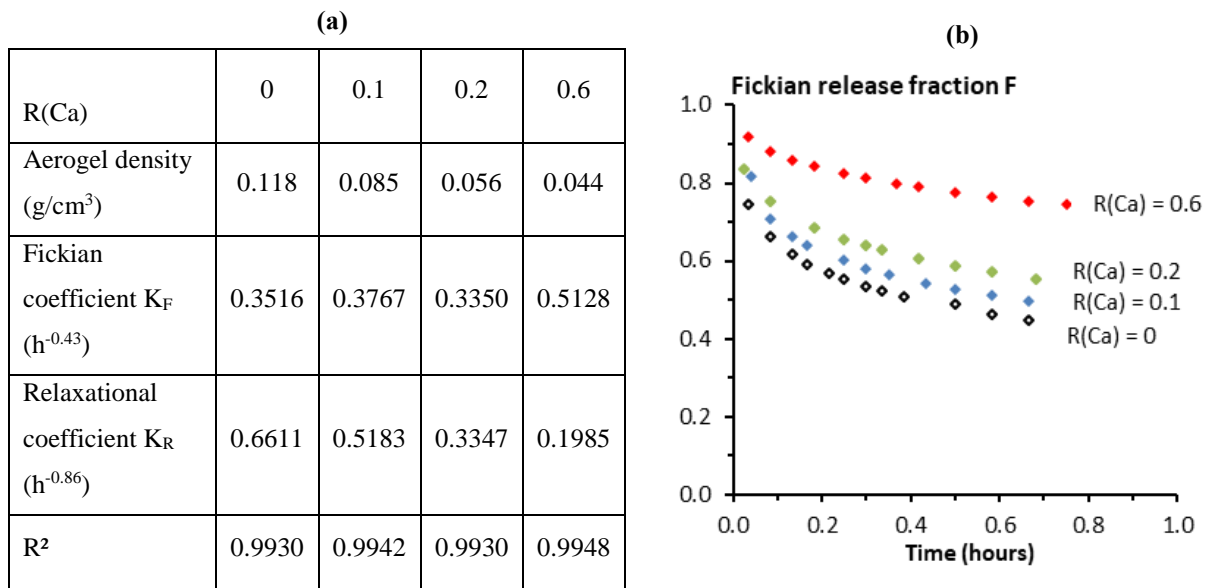 (a)
R(Ca) 0 0.1 0.2 0.6
Aerogel density
(g/cm³) 0.118 0.085 0.056 0.044
Fickian
coefficient K_F
(h^-0.43) 0.3516 0.3767 0.3350 0.5128
Relaxational
coefficient K_R
(h^-0.86) 0.6611 0.5183 0.3347 0.1985
R² 0.9930 0.9942 0.9930 0.9948
(b)
Fickian release fraction F
1.0
0.8
0.6
0.4
0.2
0.0
R(Ca) = 0.6
R(Ca) = 0.2
R(Ca) = 0.1
R(Ca) = 0
0.0 0.2 0.4 0.6 0.8 1.0
Time (hours)